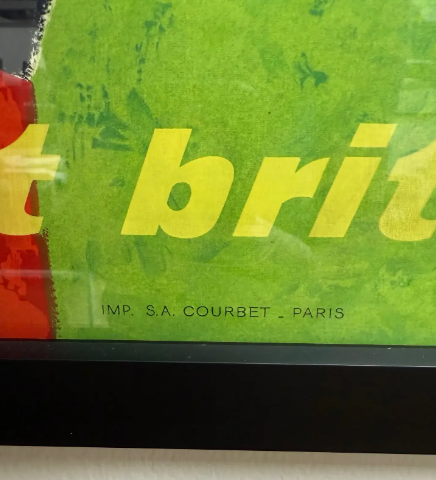 t brit
IMP. S.A. COURBET _ PARIS